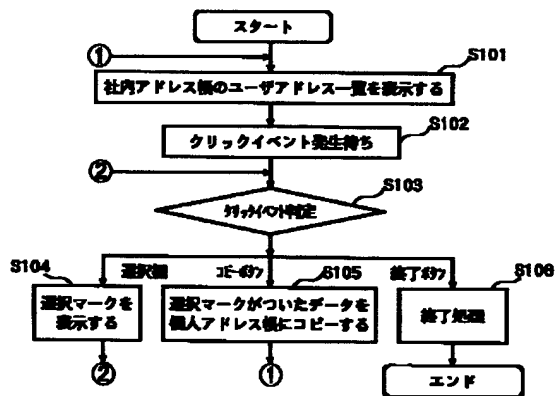 スタート
①
S101
社内アドレス帳のユーザアドレス一覧を表示する
S102
クリックイベント発生待ち
②
S103
クリックイベント判定
S104
選択欄
コピーボタン
S105
終了ボタン
S106
選択マークを
表示する
選択マークがついたデータを
個人アドレス帳にコピーする
終了処理
②
①
エンド